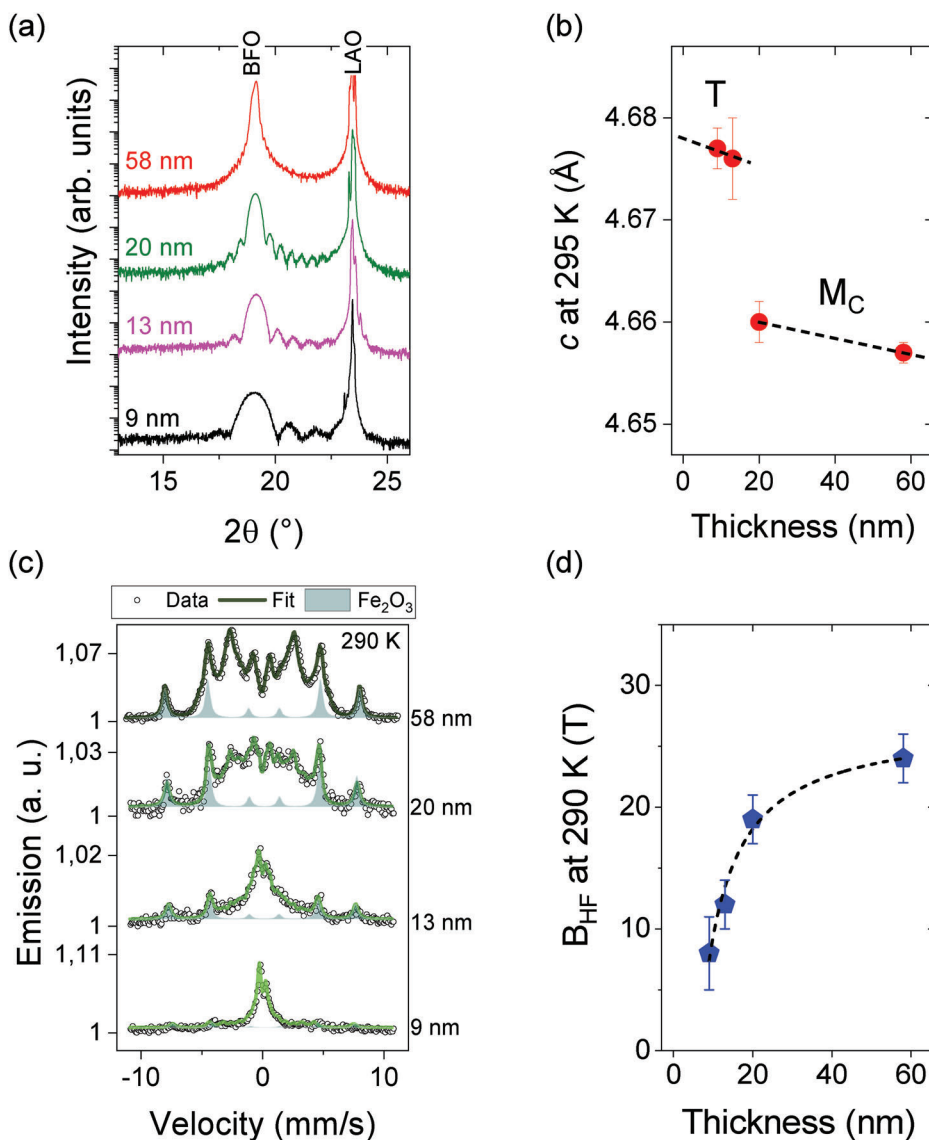 (a)
BFO
LAO
Intensity (arb. units)
58 nm
20 nm
13 nm
9 nm
15 20 25
2θ (°)
(b)
c at 295 K (Å)
4.68
4.67
4.66
4.65
T
M_C
0 20 40 60
Thickness (nm)
(c)
Data Fit Fe₂O₃
290 K
Emission (a. u.)
1,07
1
58 nm
1,03
1
20 nm
1,02
1
13 nm
1,11
1
9 nm
-10 -5 0 5 10
Velocity (mm/s)
(d)
B_HF at 290 K (T)
30
20
10
0
0 20 40 60
Thickness (nm)